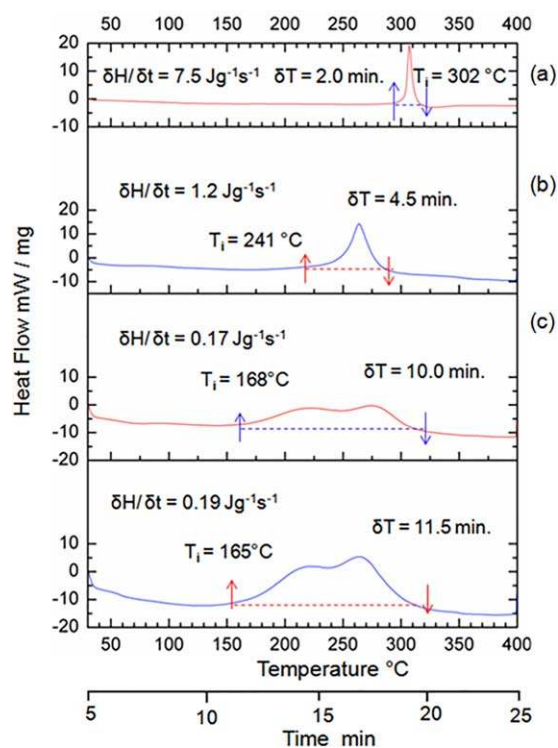 20
10
0
-10
50 100 150 200 250 300 350 400
δH/δt = 7.5 Jg⁻¹s⁻¹ δT = 2.0 min. Tᵢ = 302 °C
(a)
(b)
δH/δt = 1.2 Jg⁻¹s⁻¹
δT = 4.5 min.
Tᵢ = 241 °C
20
10
0
-5
-10
(c)
δH/δt = 0.17 Jg⁻¹s⁻¹
δT = 10.0 min.
Tᵢ = 168°C
10
0
-10
-20
δH/δt = 0.19 Jg⁻¹s⁻¹
δT = 11.5 min.
Tᵢ = 165°C
10
0
-10
-20
Heat Flow mW / mg
50 100 150 200 250 300 350 400
Temperature °C
5 10 15 20 25
Time min